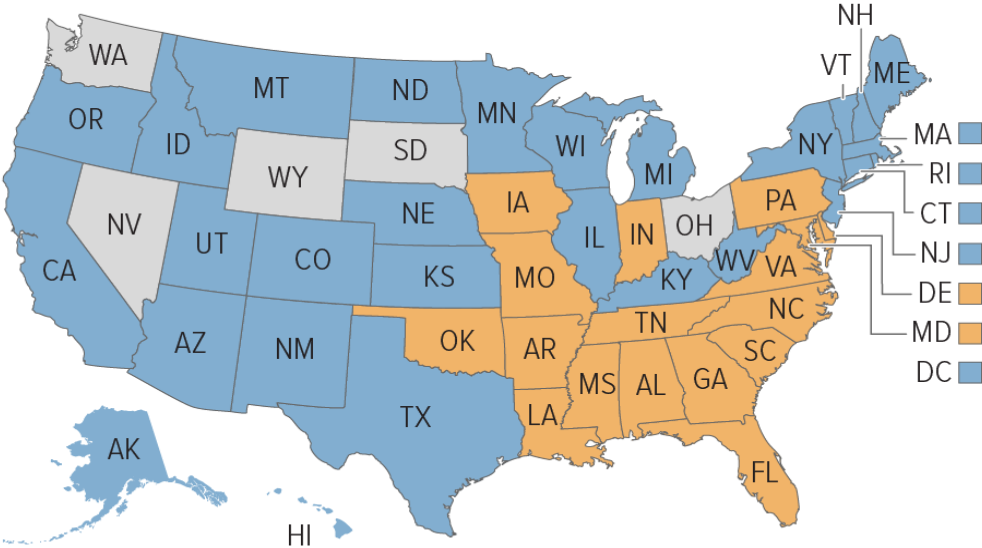 NH
WA
VT
ME
MT
ND
OR
MN
MA
ID
WI
NY
SD
MI
RI
WY
IA
PA
CT
NE
NV
OH
IN
IL
UT
NJ
CO
WV
VA
CA
KS
MO
KY
DE
NC
TN
MD
AZ
NM
OK
AR
SC
DC
MS
AL
GA
TX
LA
AK
FL
HI